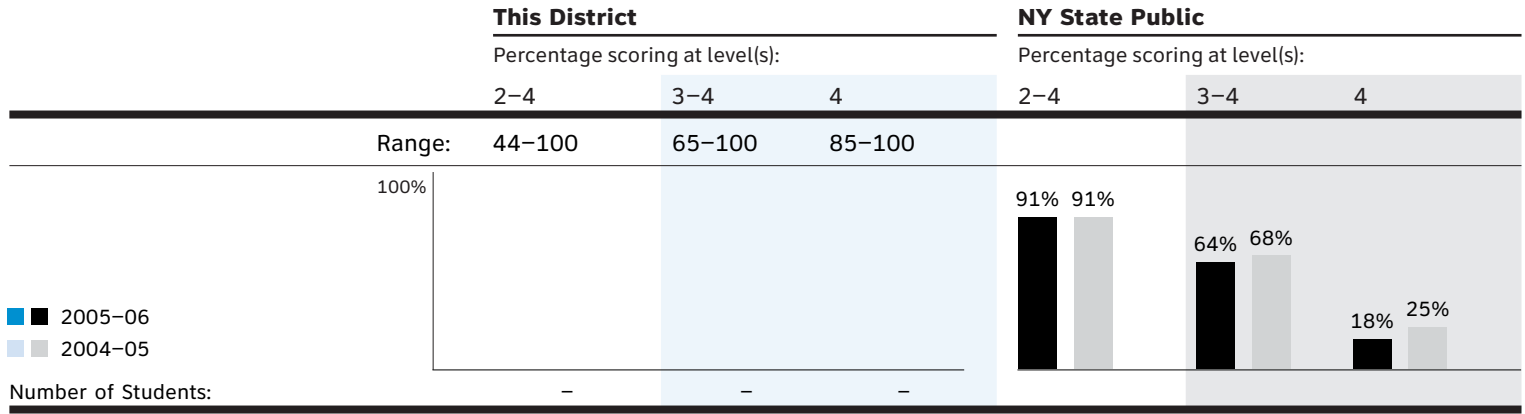 This District NY State Public
Percentage scoring at level(s): Percentage scoring at level(s):
2–4 3–4 4 2–4 3–4 4
Range: 44–100 65–100 85–100
100%
91% 91%
64% 68%
18% 25%
2005–06
2004–05
Number of Students: – – –